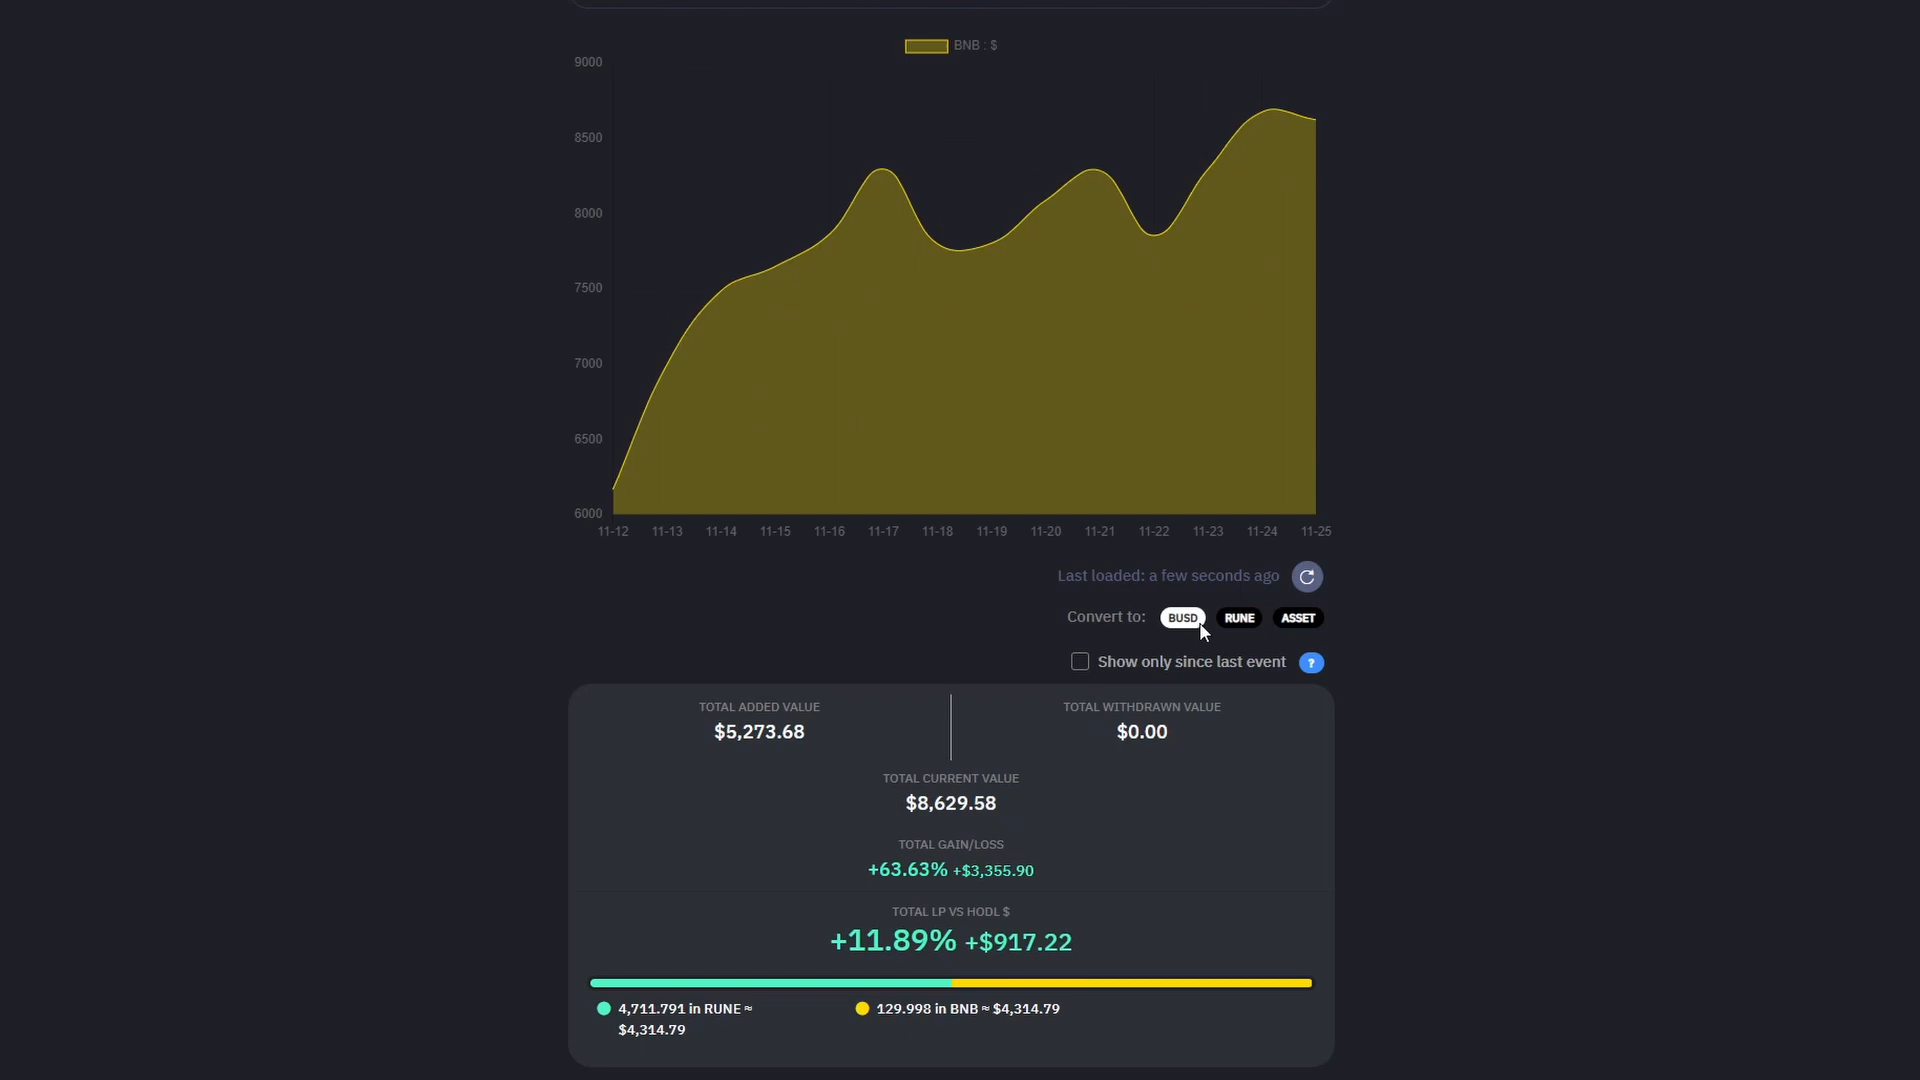 BNB : $
9000
8500
8000
7500
7000
6500
6000
11-12 11-13 11-14 11-15 11-16 11-17 11-18 11-19 11-20 11-21 11-22 11-23 11-24 11-25
Last loaded: a few seconds ago
Convert to: BUSD RUNE ASSET
Show only since last event ?
TOTAL ADDED VALUE TOTAL WITHDRAWN VALUE
$5,273.68 $0.00
TOTAL CURRENT VALUE
$8,629.58
TOTAL GAIN/LOSS
+63.63% +$3,355.90
TOTAL LP VS HODL $
+11.89% +$917.22
4,711.791 in RUNE ≈ 129.998 in BNB ≈ $4,314.79
$4,314.79